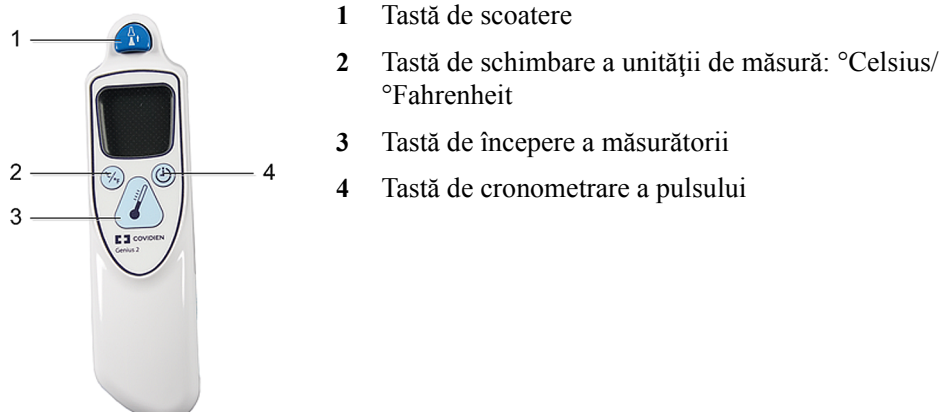 1 Tastă de scoatere
2 Tastă de schimbare a unităţii de măsură: °Celsius/
°Fahrenheit
3 Tastă de începere a măsurătorii
4 Tastă de cronometrare a pulsului
1
2
4
3
°C/°F
COVIDIEN
Genius 2